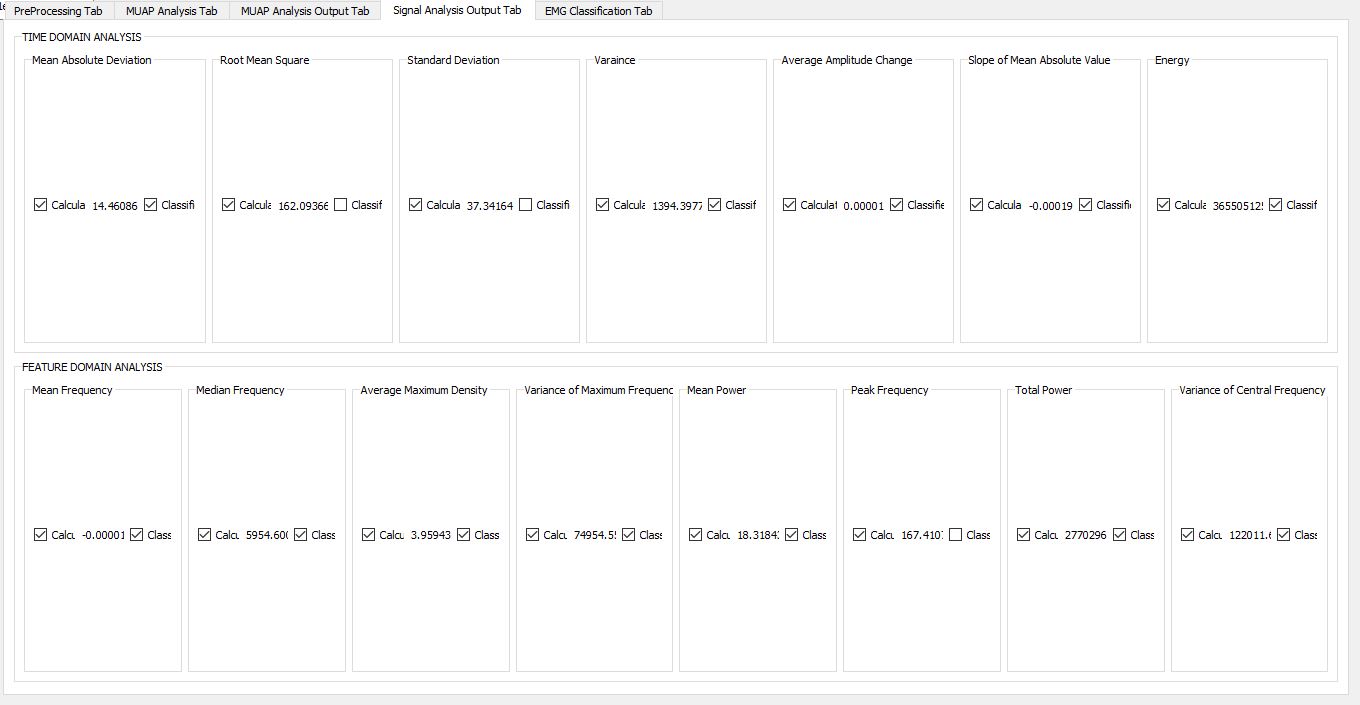 PreProcessing Tab MUAP Analysis Tab MUAP Analysis Output Tab Signal Analysis Output Tab EMG Classification Tab
TIME DOMAIN ANALYSIS
Mean Absolute Deviation Root Mean Square Standard Deviation Varaince Average Amplitude Change Slope of Mean Absolute Value Energy
Calcula 14.46086 Classifi Calcula 162.09366 Classif Calcula 37.34164 Classifi Calcula 1394.3977 Classif Calculat 0.00001 Classifie Calcula -0.00019 Classifie Calcula 365505125 Classif
FEATURE DOMAIN ANALYSIS
Mean Frequency Median Frequency Average Maximum Density Variance of Maximum Frequenc Mean Power Peak Frequency Total Power Variance of Central Frequency
Calcu -0.00001 Class Calcu 5954.600 Class Calcu 3.95943 Class Calcu 74954.55 Class Calcu 18.3184 Class Calcu 167.410 Class Calcu 2770296 Class Calcu 122011.6 Class